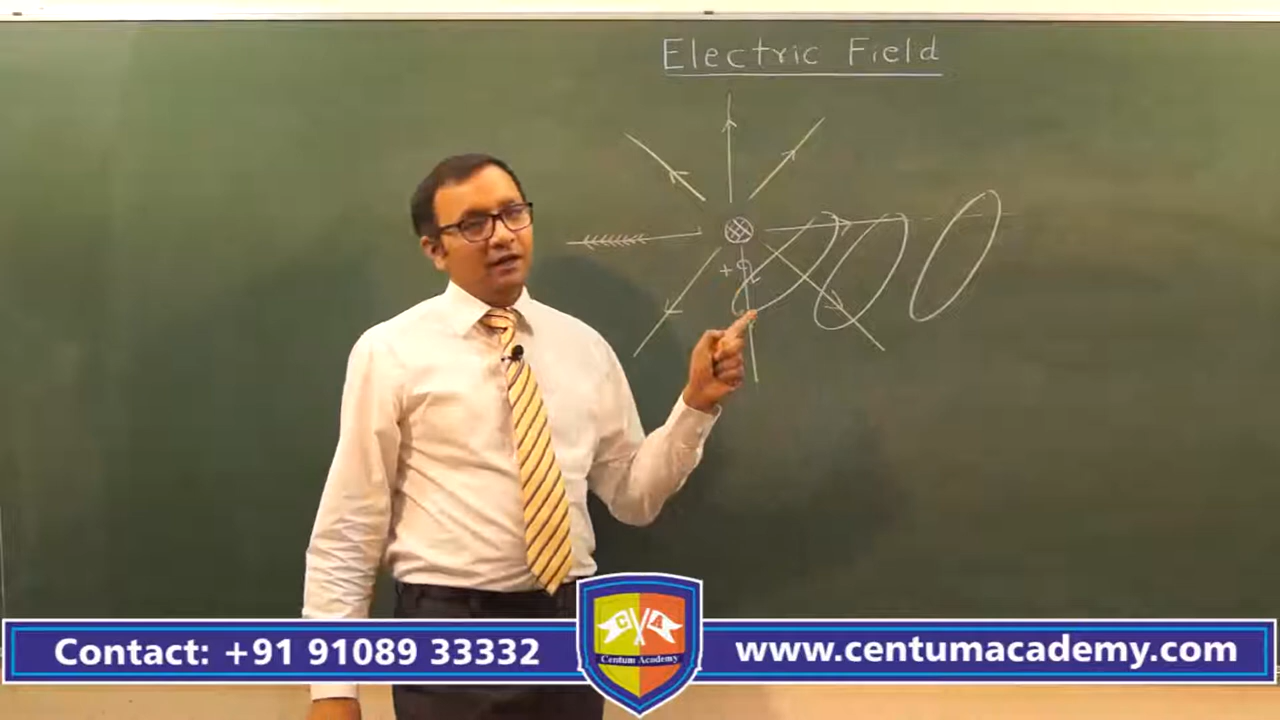 Electric Field
+q
Contact: +91 91089 33332
C A
Centum Academy
www.centumacademy.com